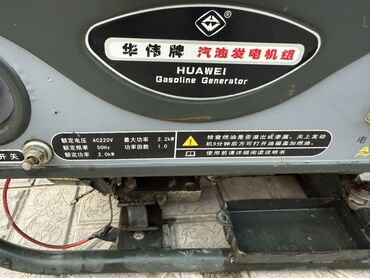 华伟牌 汽油发电机组
HUAWEI
Gasoline Generator
额定电压 AC220V 最大功率 2.2kW
额定频率 50Hz 功率因数 1.0
额定功率 2.0kW
检查燃油是否溢出或渗漏，关上发动
机5分钟后方可打开油箱盖加燃油。
使用前请详细阅读说明书
开关